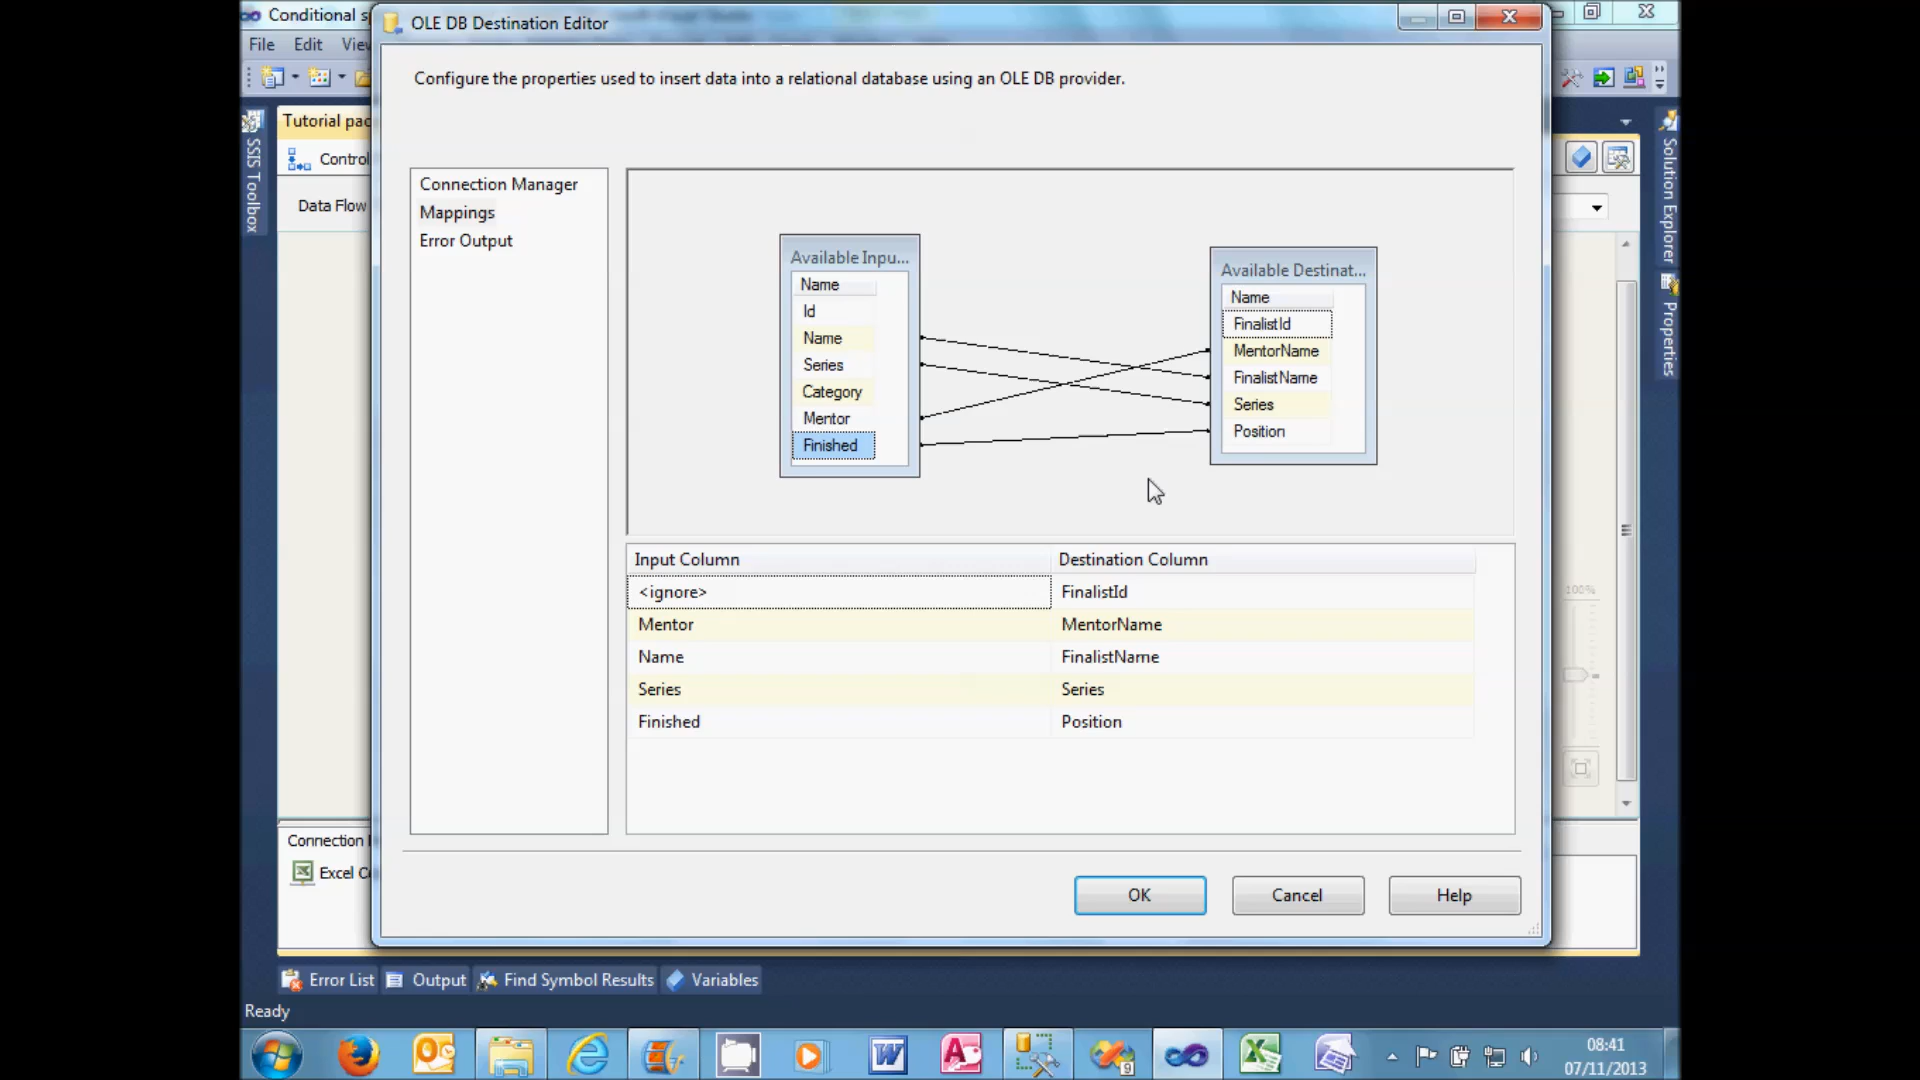 Conditional s
OLE DB Destination Editor
File Edit Vie
Configure the properties used to insert data into a relational database using an OLE DB provider.
Tutorial pac
Control
Data Flow
SSIS Toolbox
Solution Explorer
Properties
Connection Manager
Mappings
Error Output
Available Inpu...
Name
Id
Name
Series
Category
Mentor
Finished
Available Destinat...
Name
FinalistId
MentorName
FinalistName
Series
Position
Input Column Destination Column
<ignore> FinalistId
Mentor MentorName
Name FinalistName
Series Series
Finished Position
100%
Connection
Excel C
OK Cancel Help
Error List Output Find Symbol Results Variables
Ready
9
08:41
07/11/2013